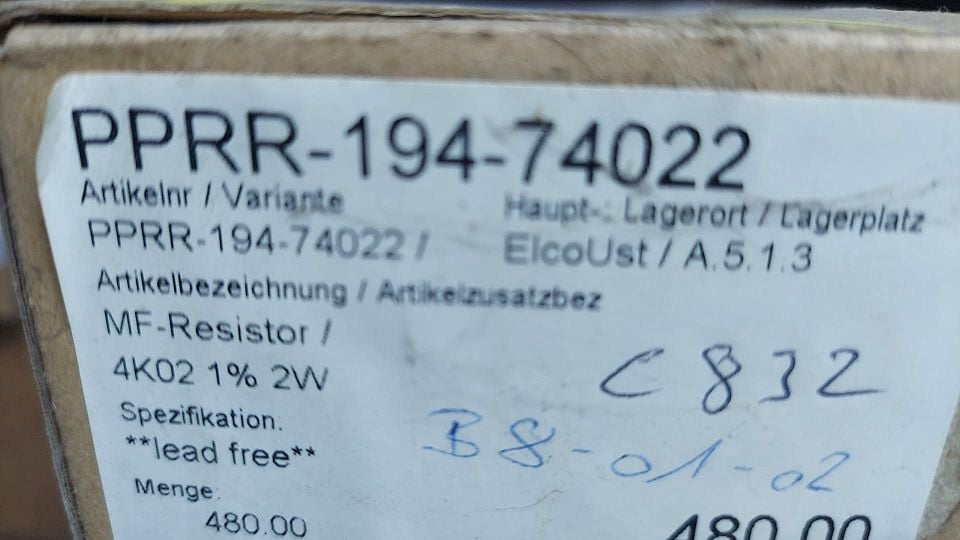 PPRR-194-74022
Artikelnr / Variante
Haupt-: Lagerort / Lagerplatz
PPRR-194-74022 /
ElcoUst / A.5.1.3
Artikelbezeichnung / Artikelzusatzbez
MF-Resistor /
4K02 1% 2W
C832
Spezifikation:
B8-01-02
**lead free**
Menge:
480.00
480.00